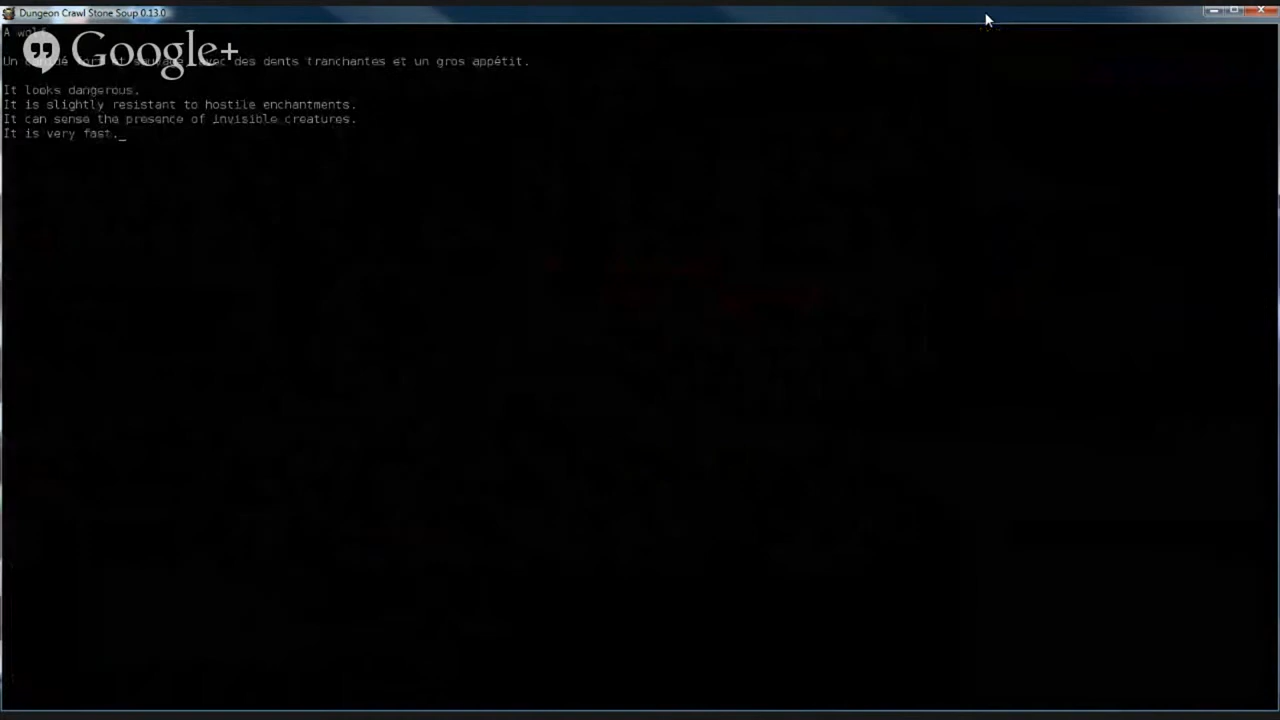 Dungeon Crawl Stone Soup 0.13.0
A wolf
Google+
Un des dents tranchantes et un gros appétit.
It looks dangerous.
It is slightly resistant to hostile enchantments.
It can sense the presence of invisible creatures.
It is very fast._